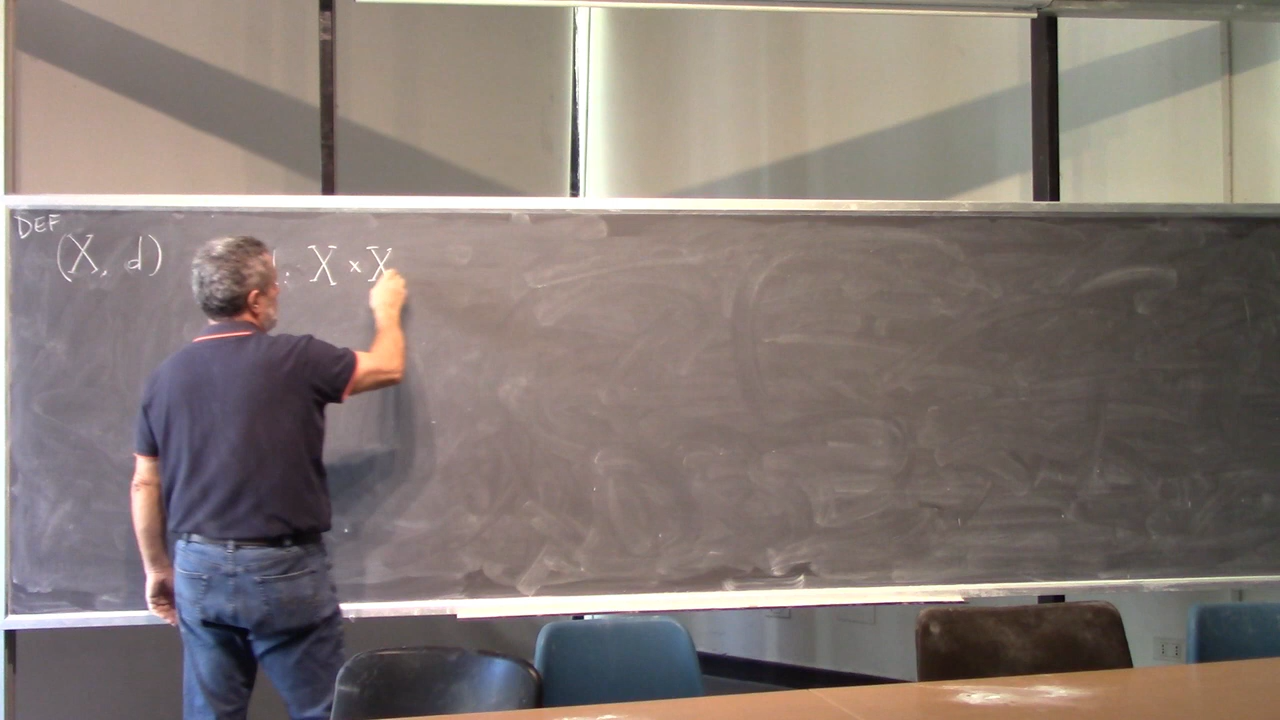 DEF
(X, d) : X × X